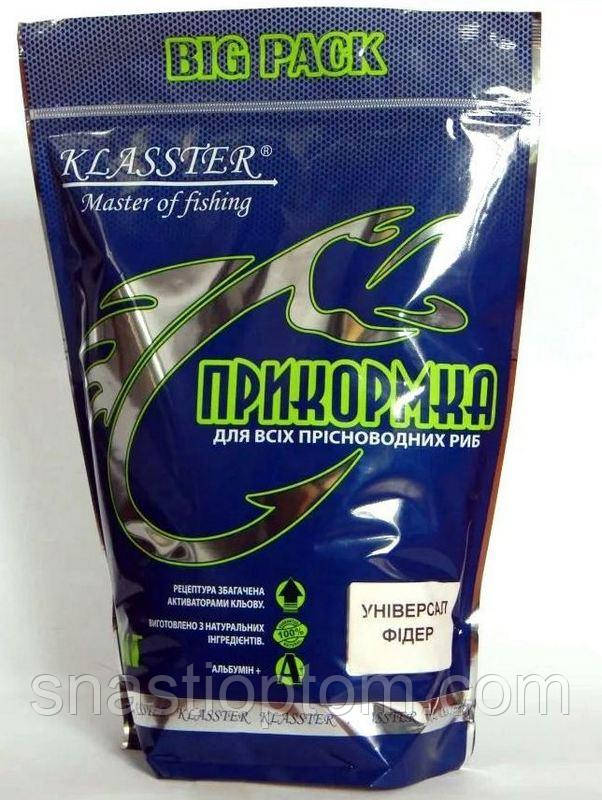 BIG PACK
KLASSTER®
Master of fishing
ПРИКОРМКА
ДЛЯ ВСІХ ПРІСНОВОДНИХ РИБ
РЕЦЕПТУРА ЗБАГАЧЕНА
АКТИВАТОРАМИ КЛЬОВУ.
ВИГОТОВЛЕНО З НАТУРАЛЬНИХ
ІНГРЕДІЄНТІВ.
100%
АЛЬБУМІН +
А
УНІВЕРСАЛ
ФІДЕР
snastioptom.com
KLASSTER KLASSTER